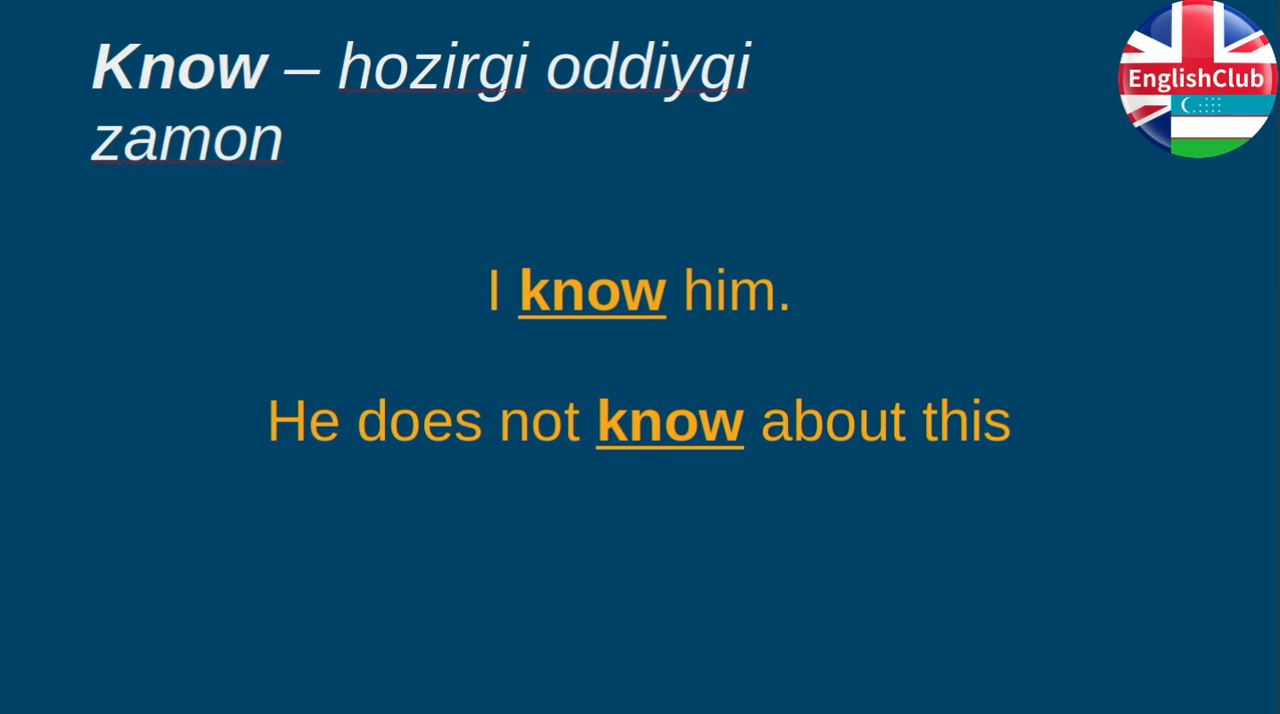 Know – hozirgi oddiygi
zamon
EnglishClub
I know him.
He does not know about this